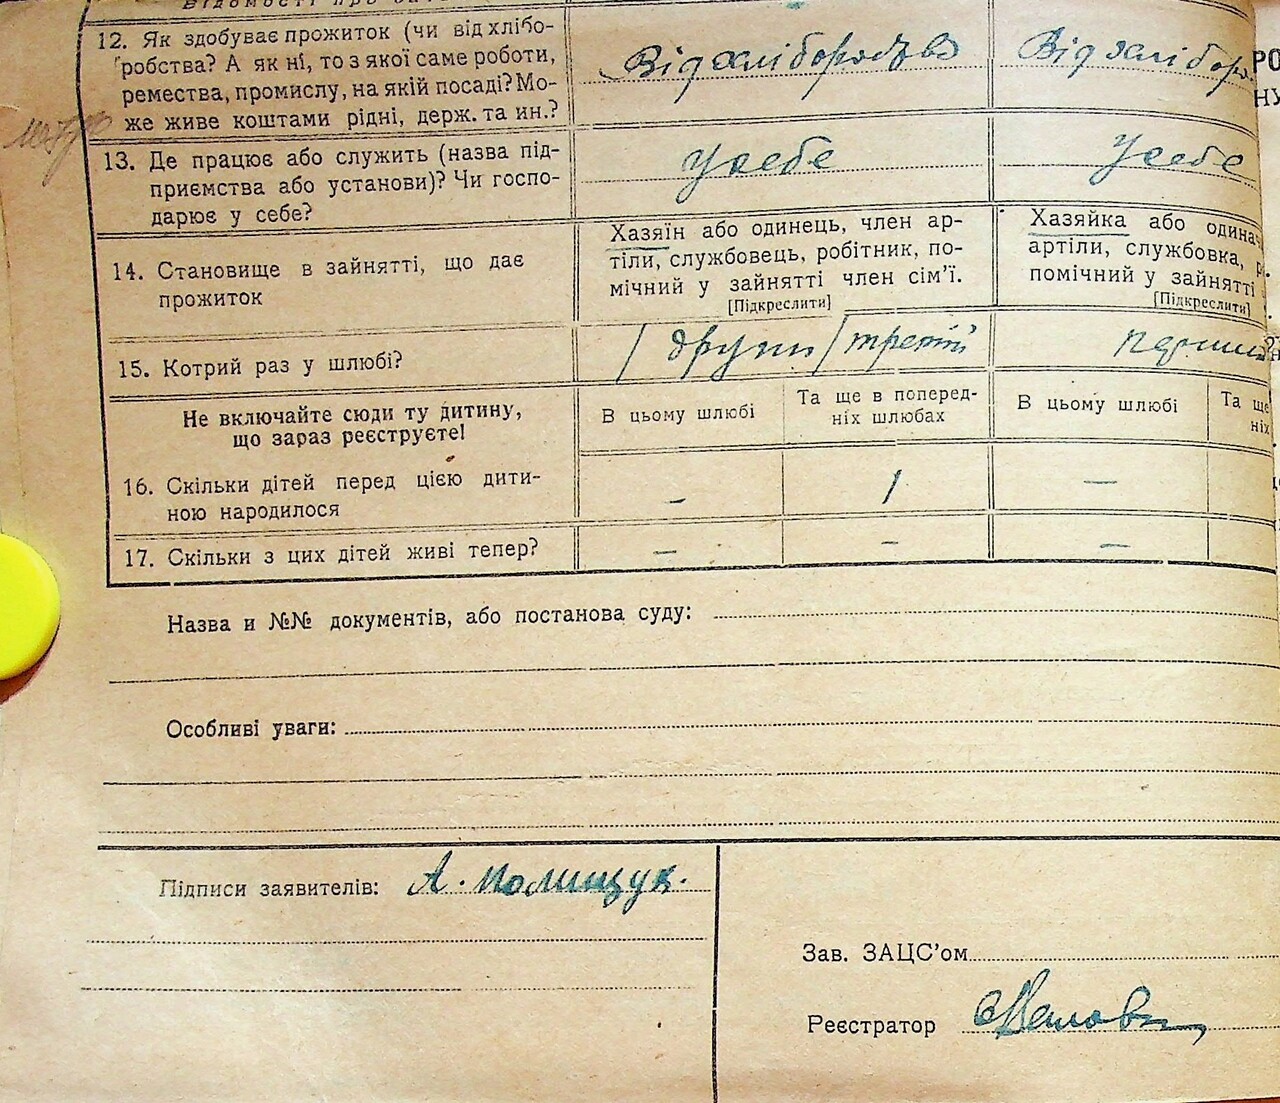 12. Як здобуває прожиток (чи від хлібо-
робства? А як ні, то з якої саме роботи,
ремества, промислу, на якій посаді? Мо-
же живе коштами рідні, держ. та ин.?
Від хліборобства
Від хлібор
13. Де працює або служить (назва під-
приємства або установи)? Чи госпо-
дарює у себе?
У себе
У себе
14. Становище в зайнятті, що дає
прожиток
Хазяїн або одинець, член ар-
тіли, службовець, робітник, по-
мічний у зайнятті член сім'ї.
[Підкреслити]
Хазяйка або одинач
артіли, службовка, р
помічний у зайнятті
[Підкреслити]
15. Котрий раз у шлюбі?
другий третій
перший
Не включайте сюди ту дитину,
що зараз реєструєте!
В цьому шлюбі
Та ще в поперед-
ніх шлюбах
В цьому шлюбі
Та ще
ніх
16. Скільки дітей перед цією дити-
ною народилося
– 1 —
17. Скільки з цих дітей живі тепер?
— – —
Назва и №№ документів, або постанова суду:
Особливі уваги:
Підписи заявителів: А. Полищук.
Зав. ЗАЦС'ом
Реєстратор